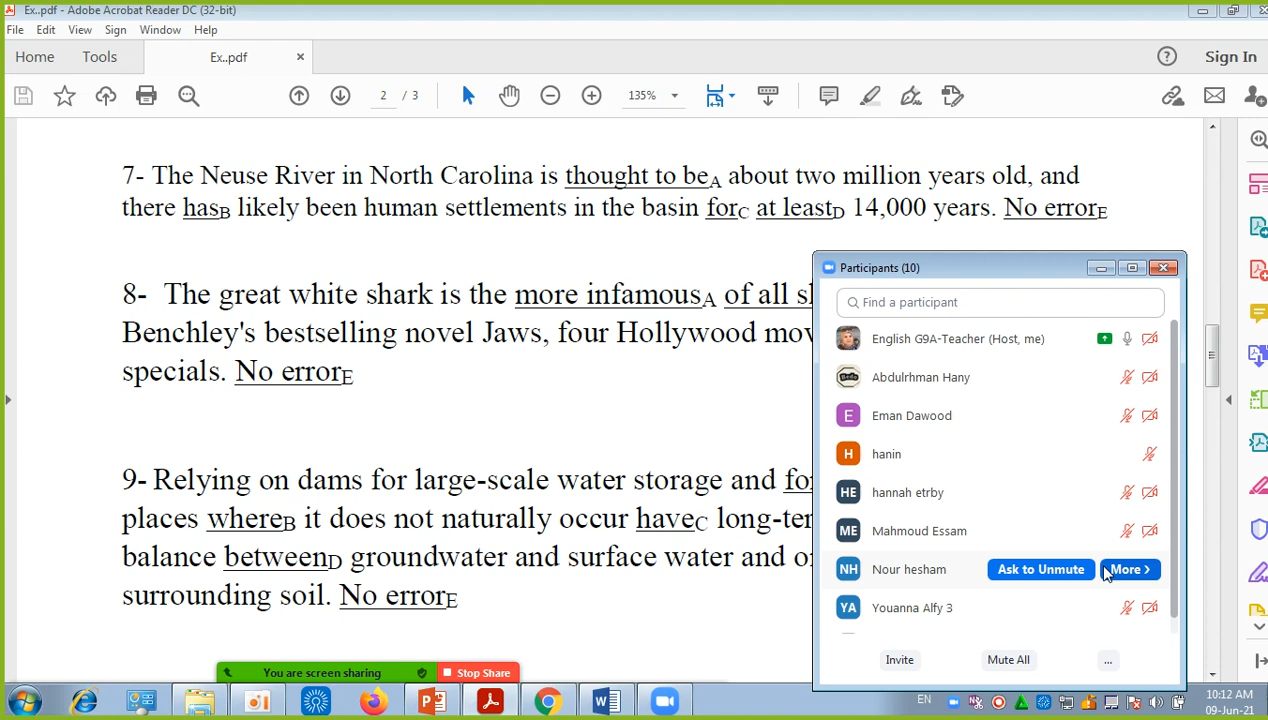 Ex..pdf - Adobe Acrobat Reader DC (32-bit)
File Edit View Sign Window Help
Home Tools Ex..pdf Sign In
2 / 3 135%
7- The Neuse River in North Carolina is thought to beA about two million years old, and
there hasB likely been human settlements in the basin forC at leastD 14,000 years. No errorE
8- The great white shark is the more infamousA of all sl
Benchley's bestselling novel Jaws, four Hollywood mov
specials. No errorE
9- Relying on dams for large-scale water storage and for
places whereB it does not naturally occur haveC long-ter
balance betweenD groundwater and surface water and or
surrounding soil. No errorE
Participants (10)
Find a participant
English G9A-Teacher (Host, me)
Abdulrhman Hany
E Eman Dawood
H hanin
HE hannah etrby
ME Mahmoud Essam
NH Nour hesham Ask to Unmute More >
YA Youanna Alfy 3
Invite Mute All ...
You are screen sharing Stop Share
EN 10:12 AM
09-Jun-21